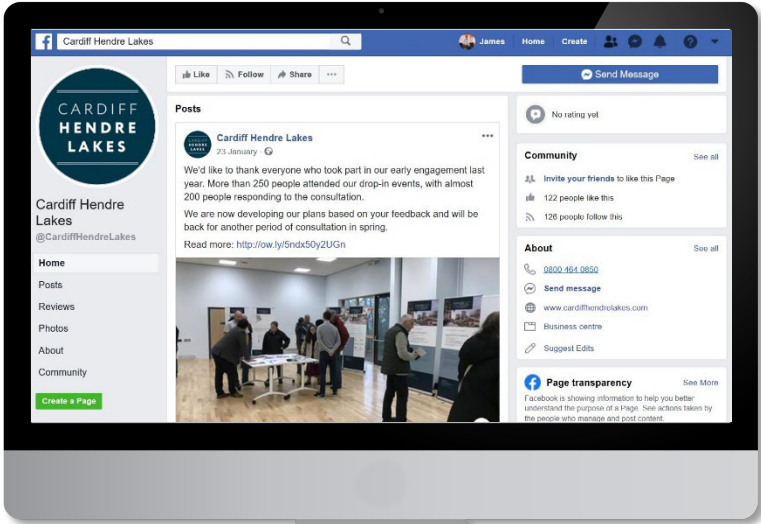 Cardiff Hendre Lakes
James Home Create
CARDIFF
HENDRE
LAKES
Cardiff Hendre
Lakes
@CardiffHendreLakes
Home
Posts
Reviews
Photos
About
Community
Create a Page
Like Follow Share
Send Message
Posts
Cardiff Hendre Lakes
23 January
We'd like to thank everyone who took part in our early engagement last
year. More than 250 people attended our drop-in events, with almost
200 people responding to the consultation.
We are now developing our plans based on your feedback and will be
back for another period of consultation in spring.
Read more: http://ow.ly/5ndx50y2UGn
No rating yet
Community See all
Invite your friends to like this Page
122 people like this
126 people follow this
About See all
0800 464 0850
Send message
www.cardiffhendrelakes.com
Business centre
Suggest Edits
Page transparency See More
Facebook is showing information to help you better
understand the purpose of a Page. See actions taken by
the people who manage and post content.